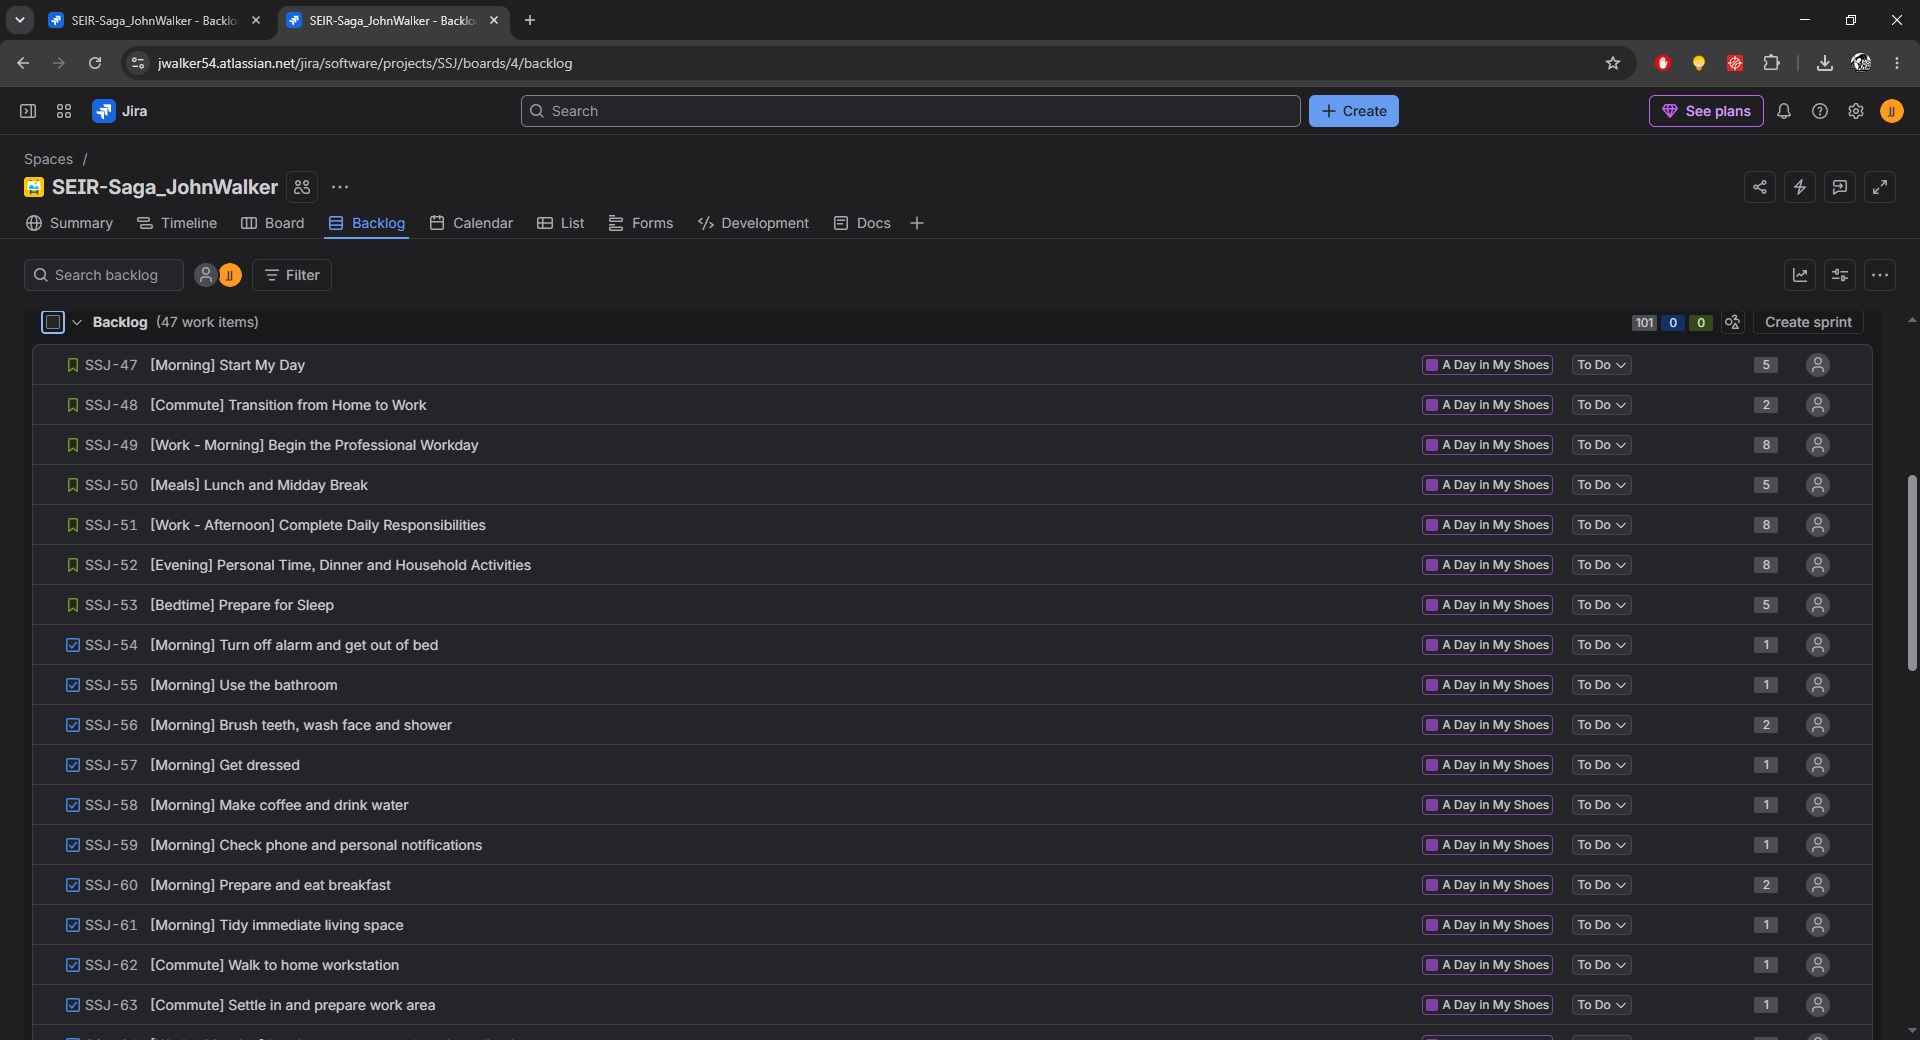 SEIR-Saga_JohnWalker - Backlo
SEIR-Saga_JohnWalker - Backlo
jwalker54.atlassian.net/jira/software/projects/SSJ/boards/4/backlog
Jira
Search
+ Create
See plans
JJ
Spaces /
SEIR-Saga_JohnWalker
Summary
Timeline
Board
Backlog
Calendar
List
Forms
Development
Docs
Search backlog
JJ
Filter
Backlog (47 work items) 101 0 0 Create sprint
SSJ-47 [Morning] Start My Day A Day in My Shoes To Do 5
SSJ-48 [Commute] Transition from Home to Work A Day in My Shoes To Do 2
SSJ-49 [Work - Morning] Begin the Professional Workday A Day in My Shoes To Do 8
SSJ-50 [Meals] Lunch and Midday Break A Day in My Shoes To Do 5
SSJ-51 [Work - Afternoon] Complete Daily Responsibilities A Day in My Shoes To Do 8
SSJ-52 [Evening] Personal Time, Dinner and Household Activities A Day in My Shoes To Do 8
SSJ-53 [Bedtime] Prepare for Sleep A Day in My Shoes To Do 5
SSJ-54 [Morning] Turn off alarm and get out of bed A Day in My Shoes To Do 1
SSJ-55 [Morning] Use the bathroom A Day in My Shoes To Do 1
SSJ-56 [Morning] Brush teeth, wash face and shower A Day in My Shoes To Do 2
SSJ-57 [Morning] Get dressed A Day in My Shoes To Do 1
SSJ-58 [Morning] Make coffee and drink water A Day in My Shoes To Do 1
SSJ-59 [Morning] Check phone and personal notifications A Day in My Shoes To Do 1
SSJ-60 [Morning] Prepare and eat breakfast A Day in My Shoes To Do 2
SSJ-61 [Morning] Tidy immediate living space A Day in My Shoes To Do 1
SSJ-62 [Commute] Walk to home workstation A Day in My Shoes To Do 1
SSJ-63 [Commute] Settle in and prepare work area A Day in My Shoes To Do 1